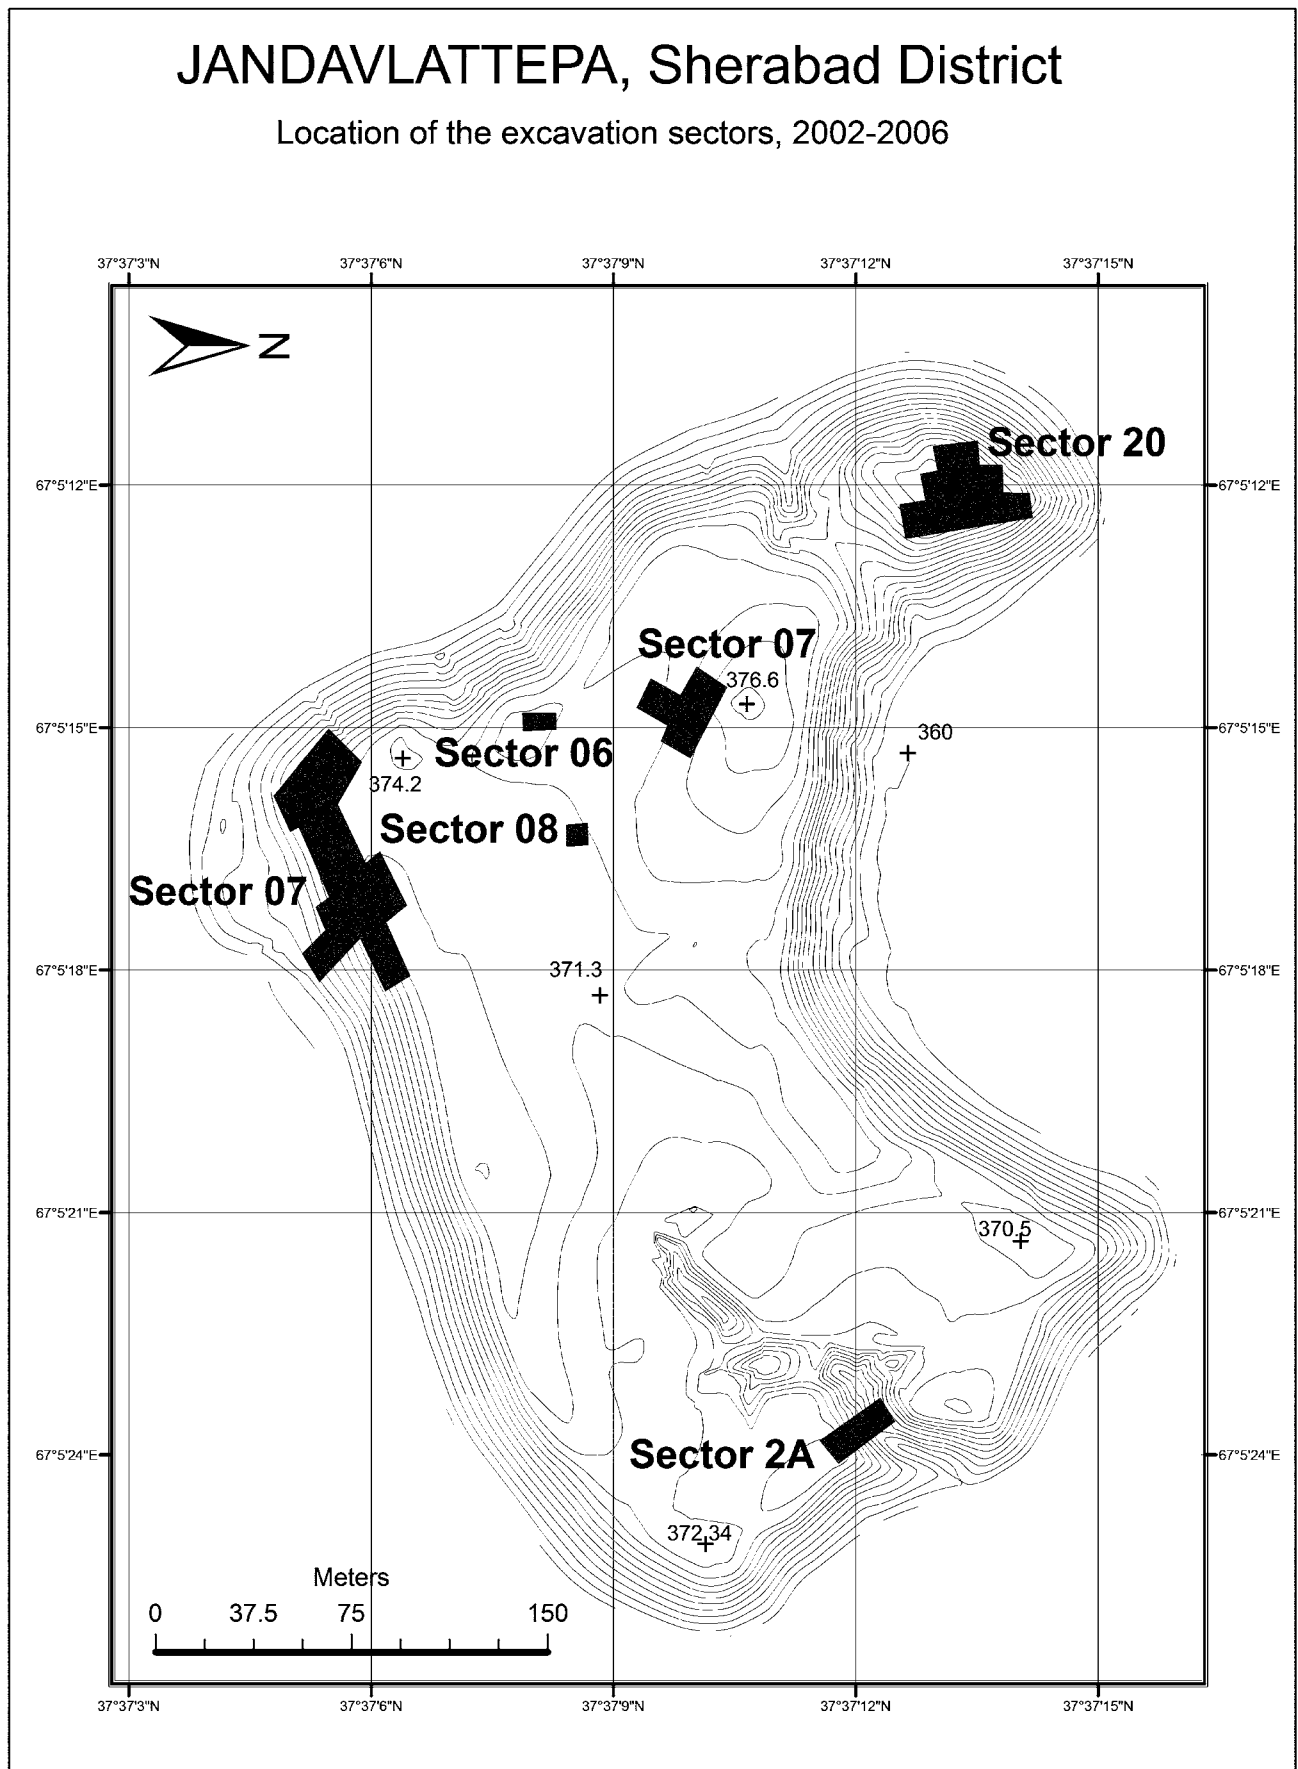 JANDAVLATTEPA, Sherabad District
Location of the excavation sectors, 2002-2006
37°37'3"N 37°37'6"N 37°37'9"N 37°37'12"N 37°37'15"N
N
Sector 20
67°5'12"E 67°5'12"E
Sector 07
376.6
67°5'15"E 67°5'15"E
360
Sector 06
374.2
Sector 08
Sector 07
371.3
67°5'18"E 67°5'18"E
67°5'21"E 67°5'21"E
370.5
Sector 2A
67°5'24"E 67°5'24"E
372.34
Meters
0 37.5 75 150
37°37'3"N 37°37'6"N 37°37'9"N 37°37'12"N 37°37'15"N